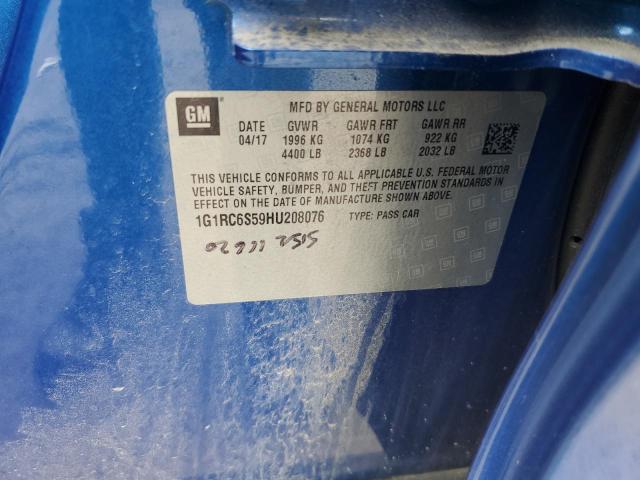 GM
MFD BY GENERAL MOTORS LLC
DATE GVWR GAWR FRT GAWR RR
04/17 1996 KG 1074 KG 922 KG
4400 LB 2368 LB 2032 LB
THIS VEHICLE CONFORMS TO ALL APPLICABLE U.S. FEDERAL MOTOR
VEHICLE SAFETY, BUMPER, AND THEFT PREVENTION STANDARDS IN
EFFECT ON THE DATE OF MANUFACTURE SHOWN ABOVE.
1G1RC6S59HU208076 TYPE: PASS CAR